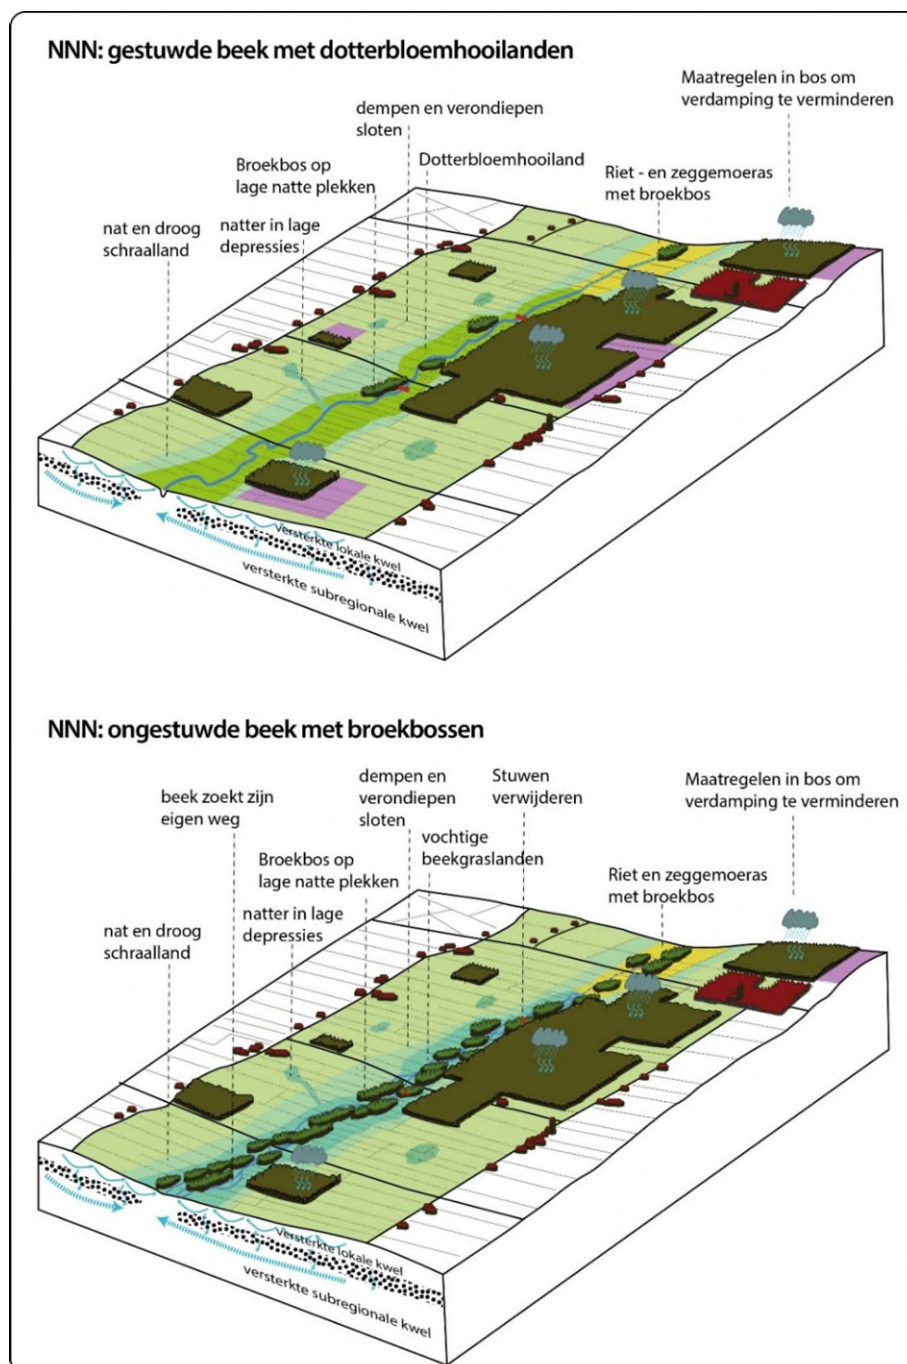 NNN: gestuwde beek met dotterbloemhooilanden
Maatregelen in bos om
verdamping te verminderen
dempen en verondiepen
sloten
Broekbos op
lage natte plekken
Dotterbloemhooiland
Riet - en zeggemoeras
met broekbos
nat en droog
schraalland
natter in lage
depressies
versterkte lokale kwel
versterkte subregionale kwel
NNN: ongestuwde beek met broekbossen
beek zoekt zijn
eigen weg
dempen en
verondiepen
sloten
Stuwen
verwijderen
Maatregelen in bos om
verdamping te verminderen
vochtige
beekgraslanden
Broekbos op
lage natte plekken
Riet en zeggemoeras
met broekbos
nat en droog
schraalland
natter in lage
depressies
versterkte lokale kwel
versterkte subregionale kwel